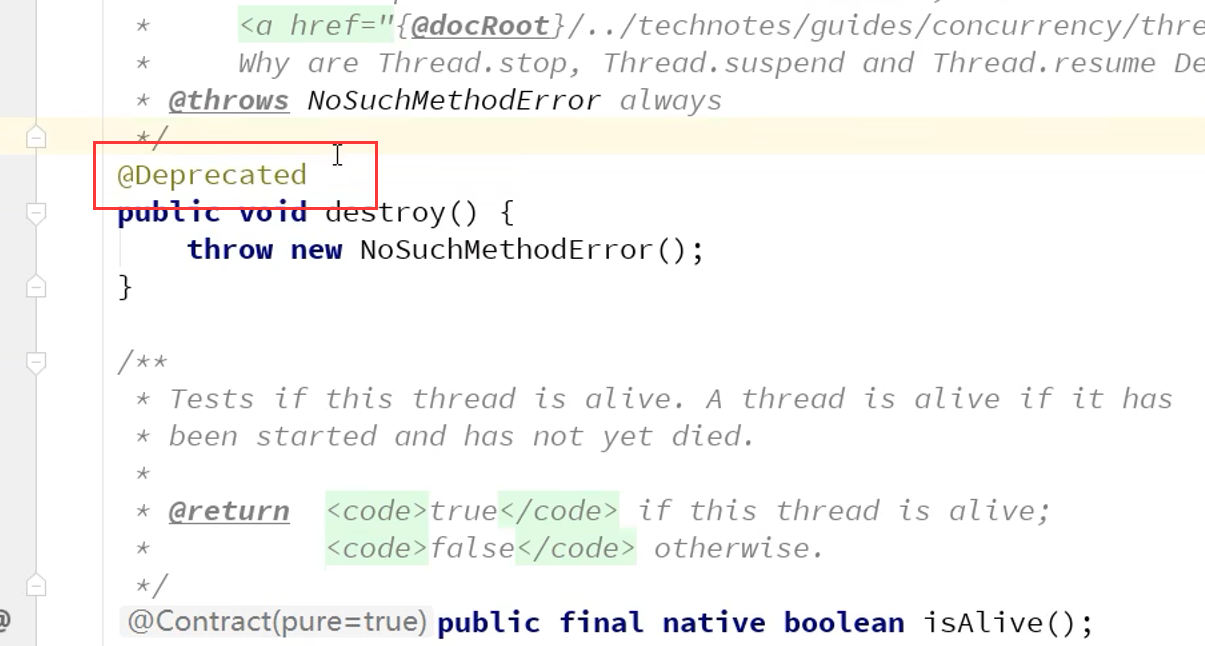 * <a href="{@docRoot}/../technotes/guides/concurrency/thre
* Why are Thread.stop, Thread.suspend and Thread.resume De
* @throws NoSuchMethodError always
*/
@Deprecated
public void destroy() {
throw new NoSuchMethodError();
}
/**
* Tests if this thread is alive. A thread is alive if it has
* been started and has not yet died.
*
* @return <code>true</code> if this thread is alive;
* <code>false</code> otherwise.
*/
@Contract(pure=true) public final native boolean isAlive();